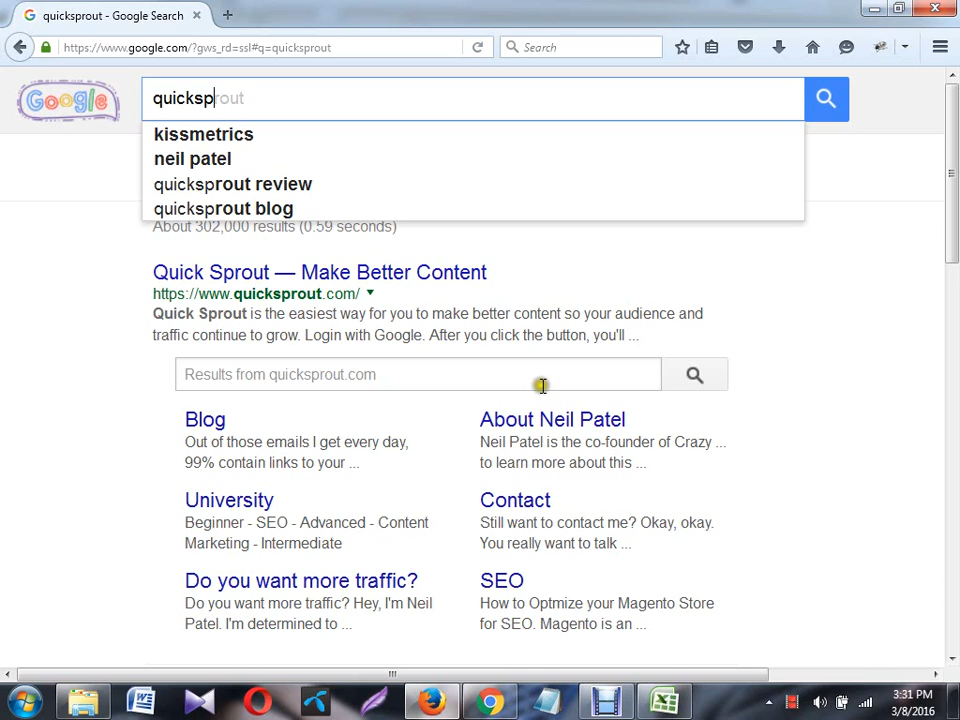 quicksprout - Google Search
https://www.google.com/?gws_rd=ssl#q=quicksprout
Search
Google
quicksprout
kissmetrics
neil patel
quicksprout review
quicksprout blog
About 302,000 results (0.59 seconds)
Quick Sprout — Make Better Content
https://www.quicksprout.com/
Quick Sprout is the easiest way for you to make better content so your audience and
traffic continue to grow. Login with Google. After you click the button, you'll ...
Results from quicksprout.com
Blog
Out of those emails I get every day,
99% contain links to your ...
About Neil Patel
Neil Patel is the co-founder of Crazy ...
to learn more about this ...
University
Beginner - SEO - Advanced - Content
Marketing - Intermediate
Contact
Still want to contact me? Okay, okay.
You really want to talk ...
Do you want more traffic?
Do you want more traffic? Hey, I'm Neil
Patel. I'm determined to ...
SEO
How to Optmize your Magento Store
for SEO. Magento is an ...
3:31 PM
3/8/2016